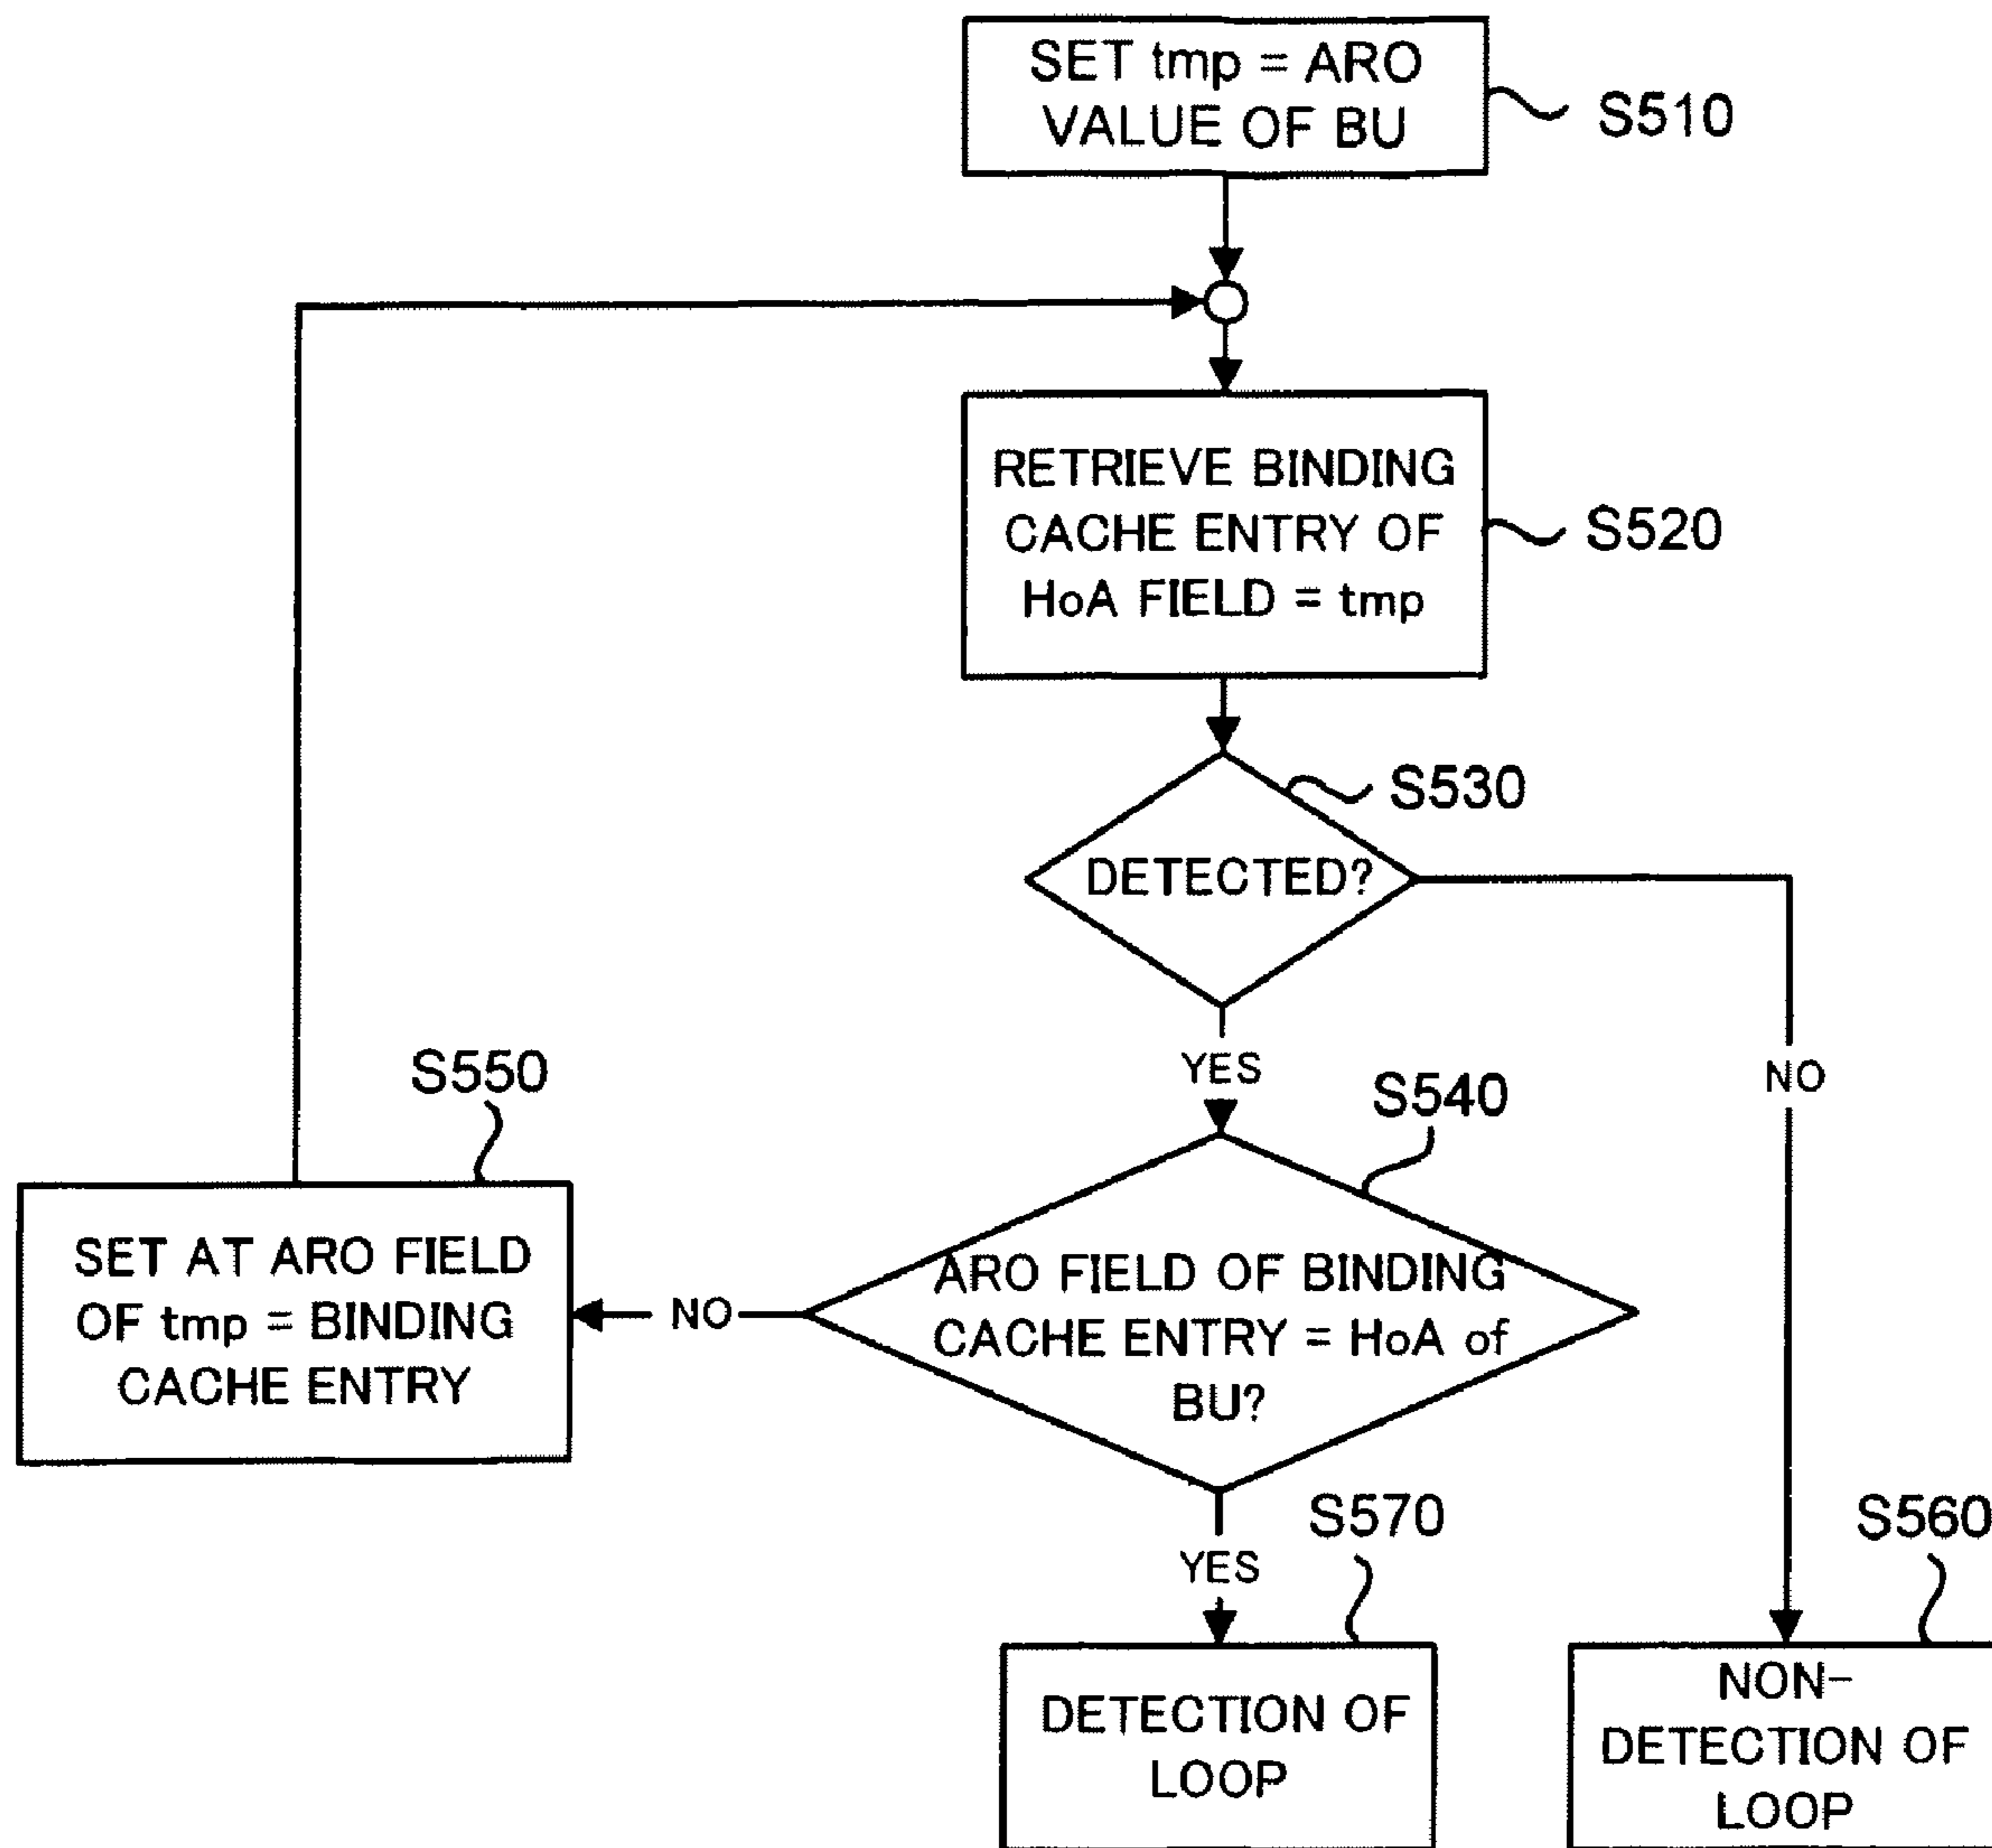 SET tmp = ARO
VALUE OF BU
S510
RETRIEVE BINDING
CACHE ENTRY OF
HoA FIELD = tmp
S520
S530
DETECTED?
YES
NO
S540
ARO FIELD OF BINDING
CACHE ENTRY = HoA of
BU?
NO
S550
SET AT ARO FIELD
OF tmp = BINDING
CACHE ENTRY
YES
S570
DETECTION OF
LOOP
S560
NON-
DETECTION OF
LOOP